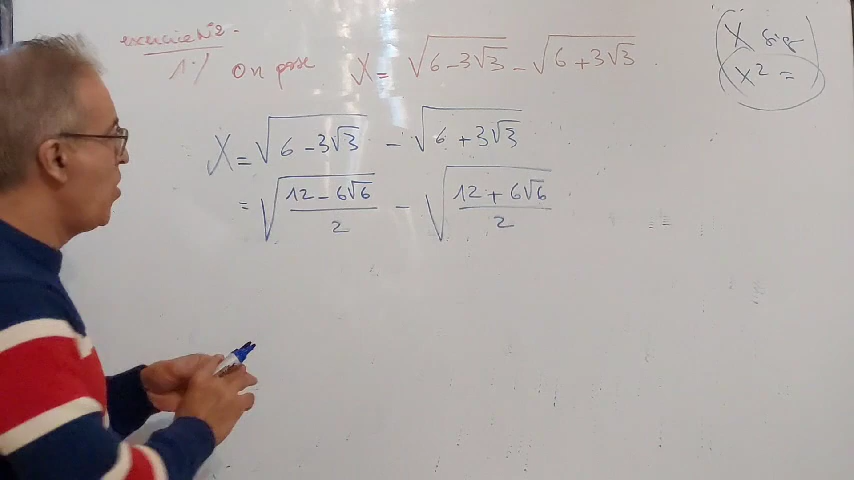 exercice N°2.
1°/ On pose X = √(6 - 3√3) - √(6 + 3√3).
X sig
X² =
X = √(6 - 3√3) - √(6 + 3√3)
= √((12 - 6√6)/2) - √((12 + 6√6)/2)